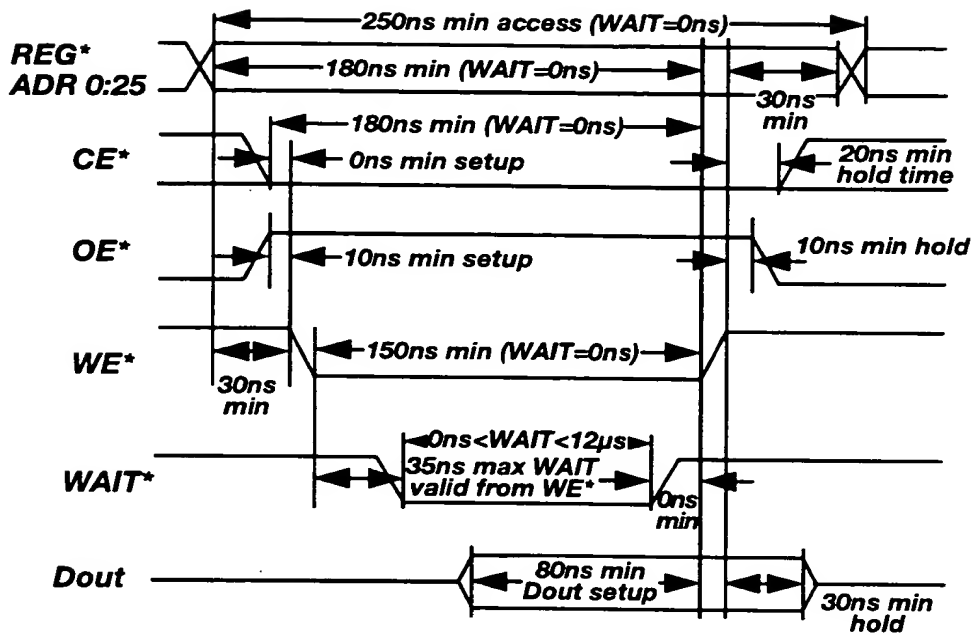 250ns min access (WAIT=0ns)
REG*
ADR 0:25
180ns min (WAIT=0ns)
30ns
min
180ns min (WAIT=0ns)
CE*
0ns min setup
20ns min
hold time
OE*
10ns min setup
10ns min hold
WE*
150ns min (WAIT=0ns)
30ns
min
0ns<WAIT<12µs
WAIT*
35ns max WAIT
valid from WE*
0ns
min
Dout
80ns min
Dout setup
30ns min
hold